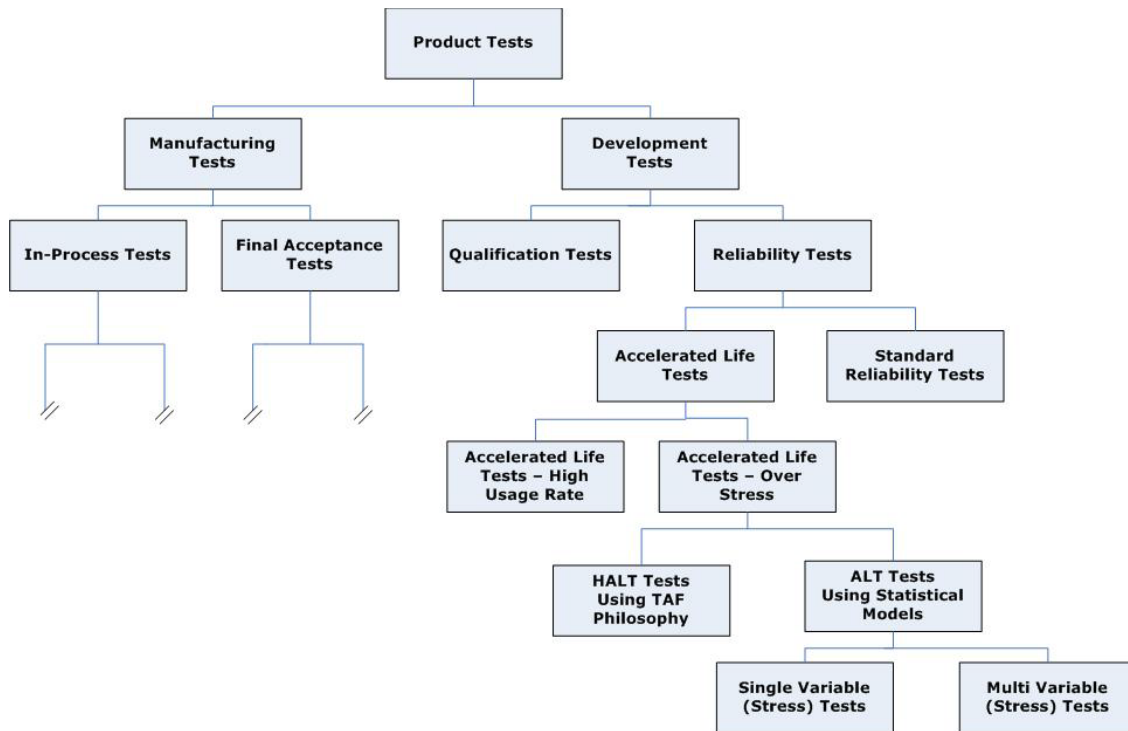 Product Tests
Manufacturing
Tests
Development
Tests
In-Process Tests
Final Acceptance
Tests
Qualification Tests
Reliability Tests
Accelerated Life
Tests
Standard
Reliability Tests
Accelerated Life
Tests – High
Usage Rate
Accelerated Life
Tests – Over
Stress
HALT Tests
Using TAF
Philosophy
ALT Tests
Using Statistical
Models
Single Variable
(Stress) Tests
Multi Variable
(Stress) Tests